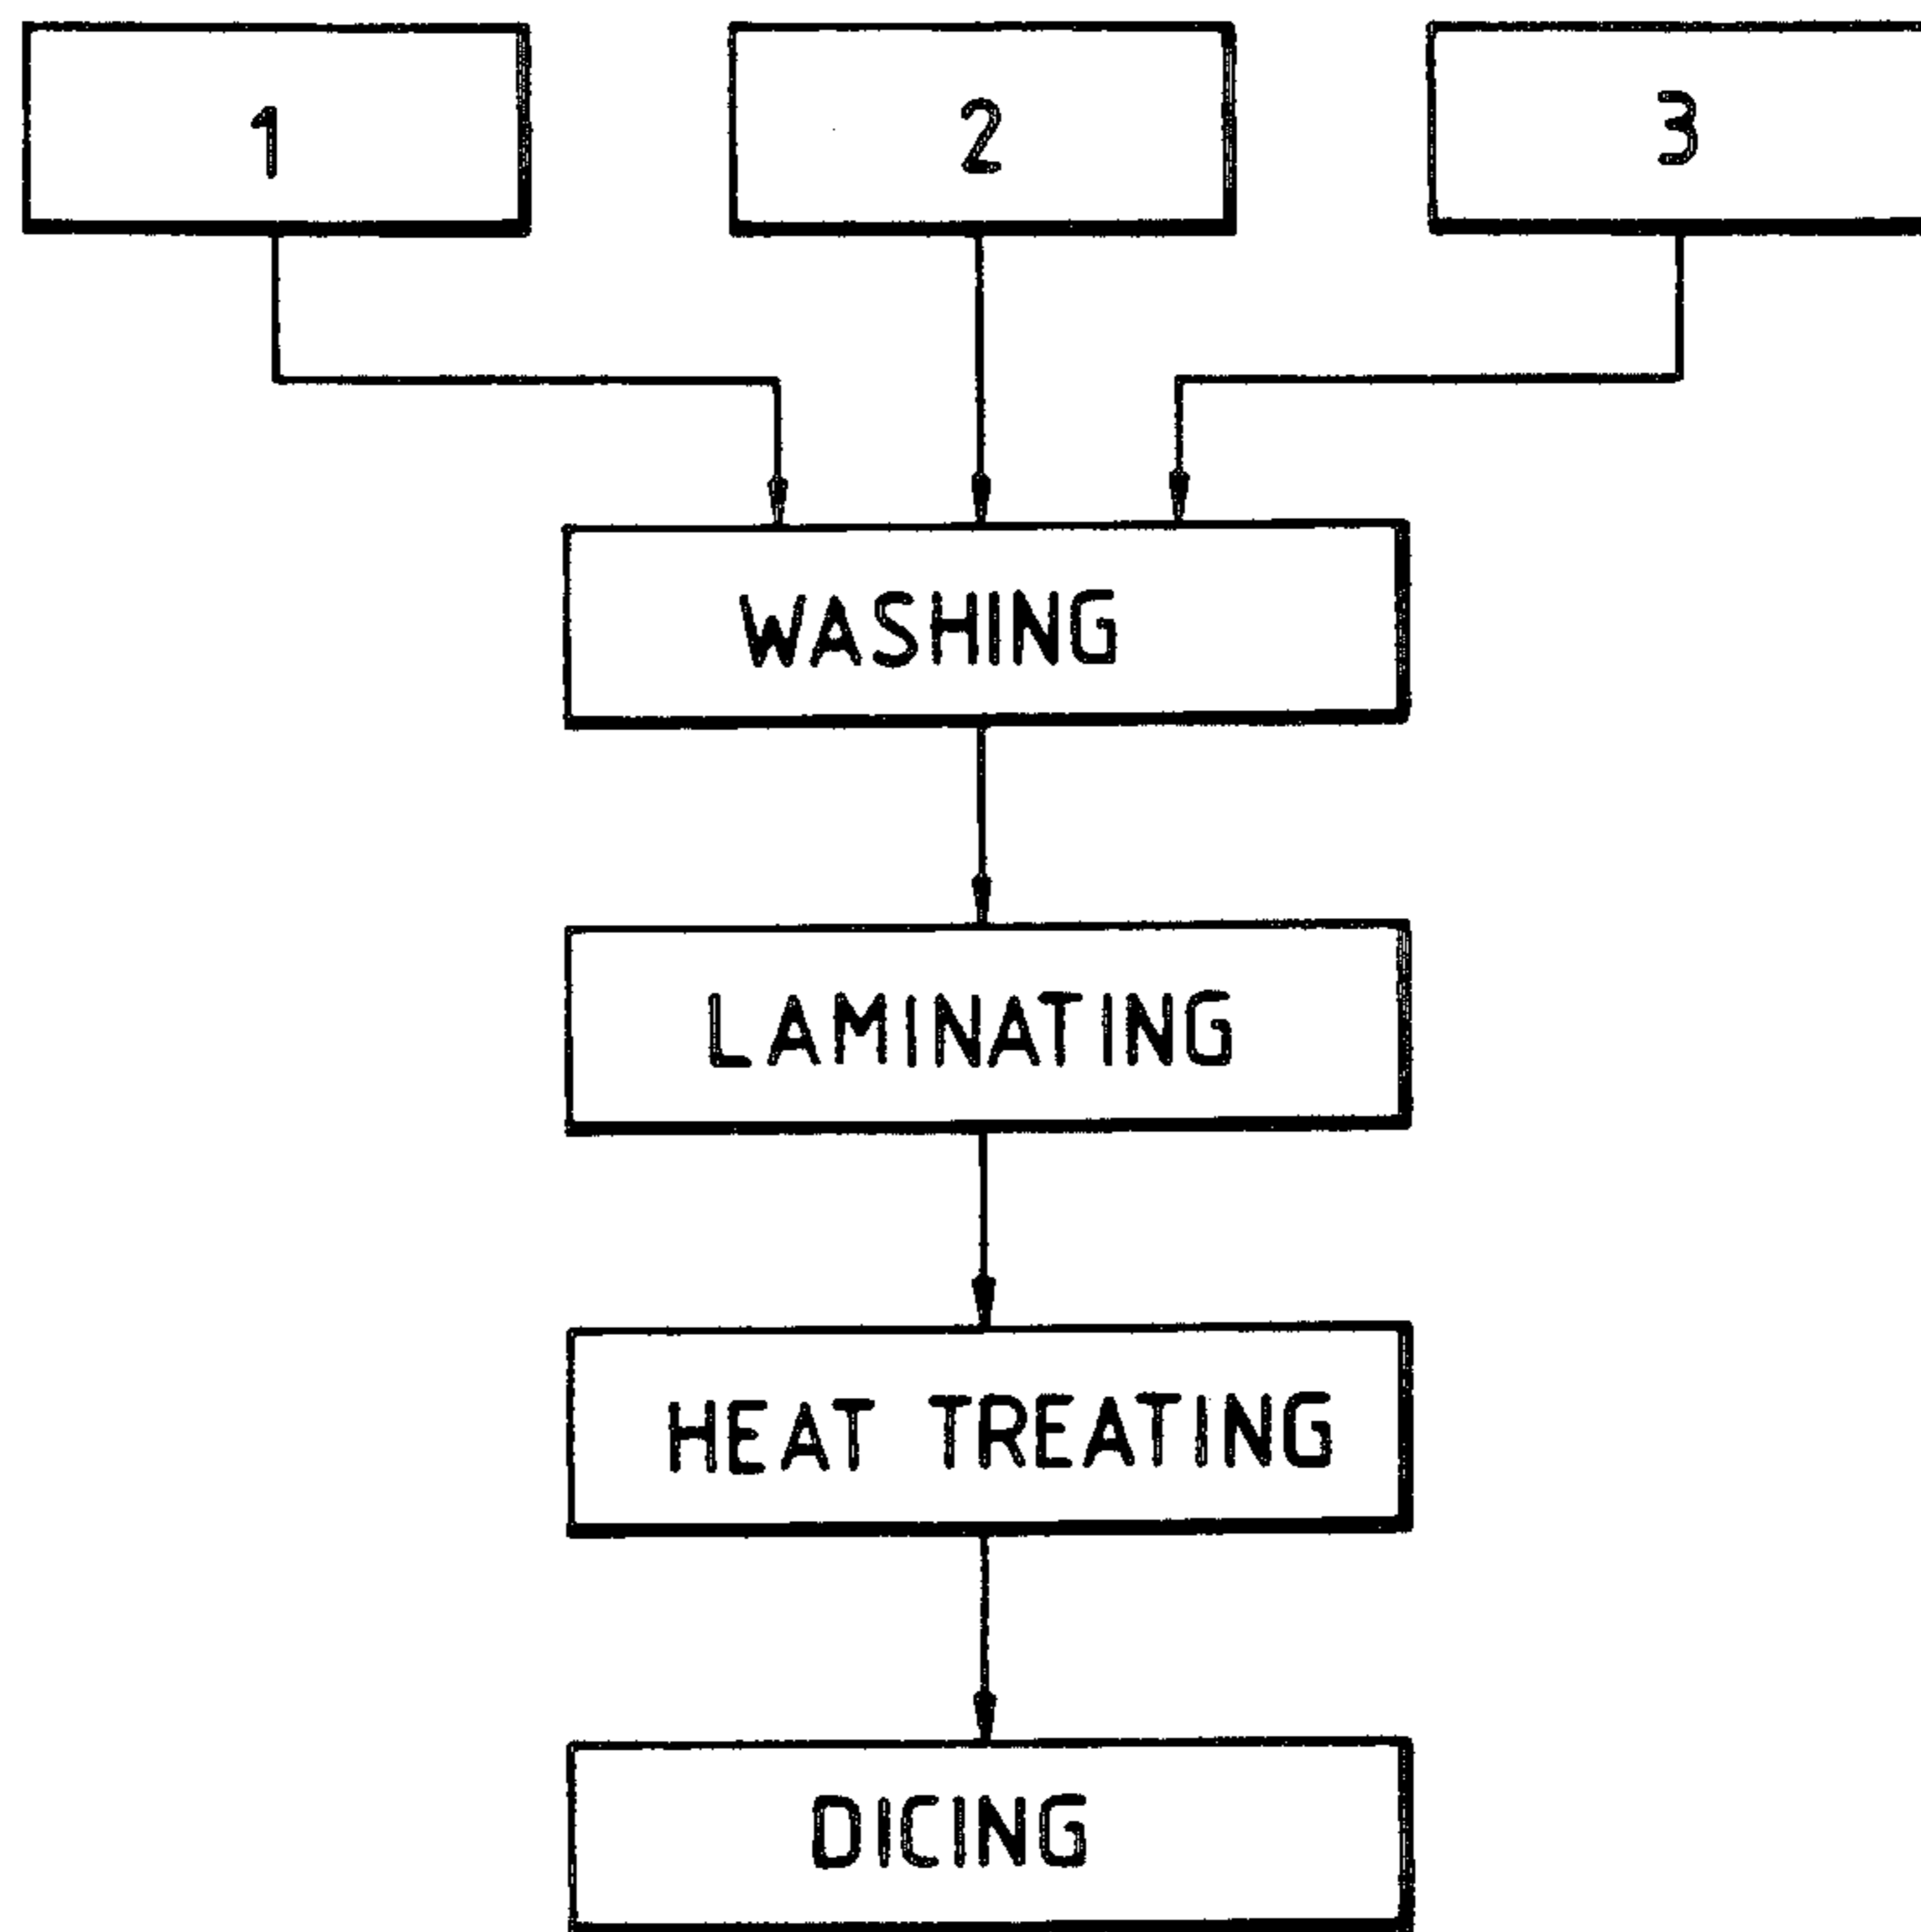 1 2 3
WASHING
LAMINATING
HEAT TREATING
DICING